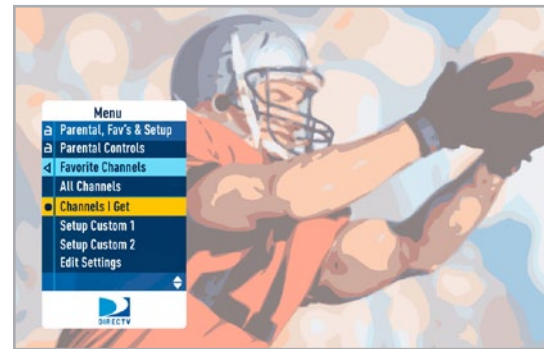 Menu
Parental, Fav's & Setup
Parental Controls
Favorite Channels
All Channels
Channels I Get
Setup Custom 1
Setup Custom 2
Edit Settings
DIRECTV